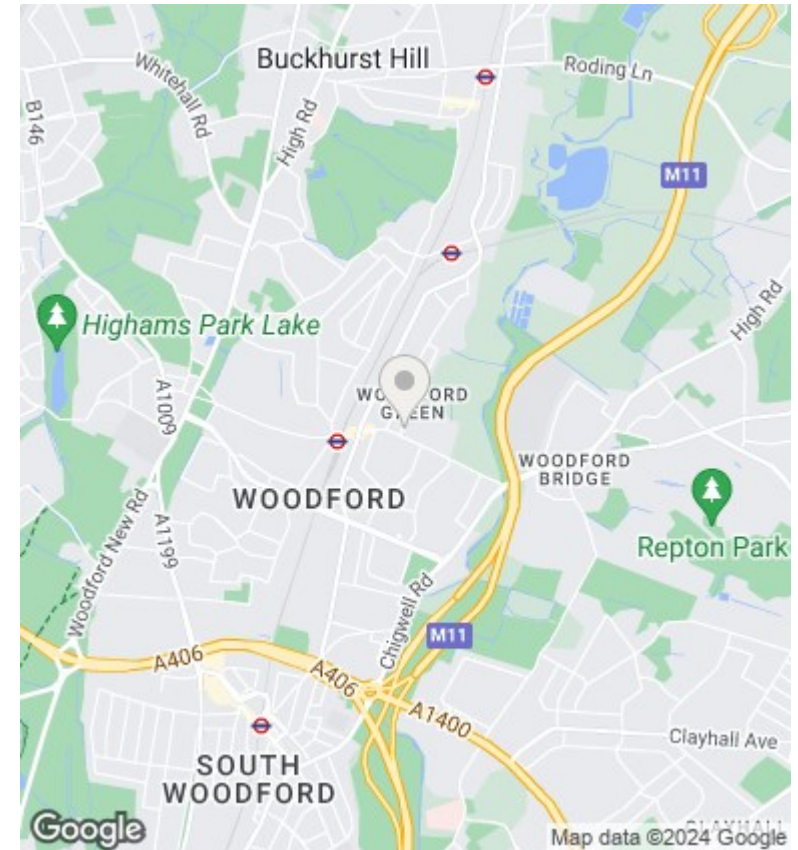 Buckhurst Hill
Roding Ln
Whitehall Rd
B146
High Rd
M11
High Rd
Highams Park Lake
A1009
WOODFORD
GREEN
WOODFORD
BRIDGE
WOODFORD
Repton Park
Woodford New Rd
A1199
Chigwell Rd
M11
A406
A406
A1400
Clayhall Ave
SOUTH
WOODFORD
CLAYHALL
Google
Map data ©2024 Google